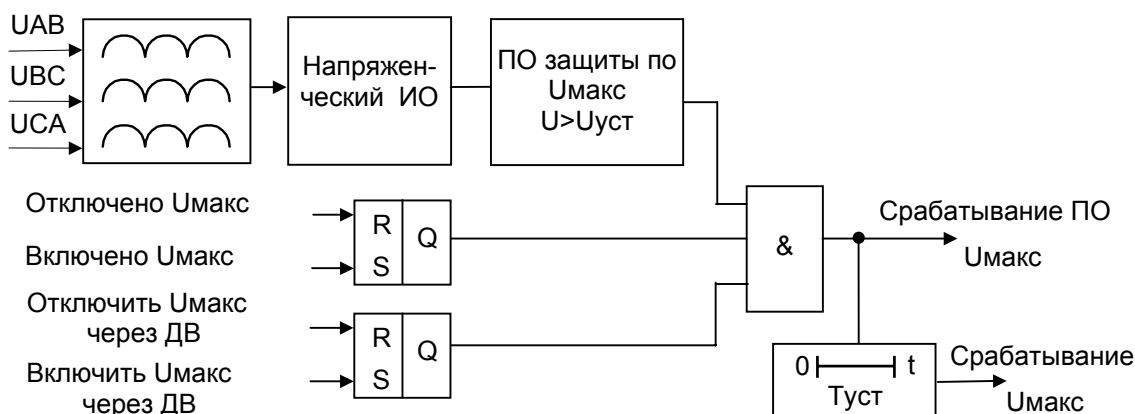 UAB
UBC
UCA
Напряжен-
ческий ИО
ПО защиты по
Uмакс
U>Uуст
Отключено Uмакс
Включено Uмакс
R
S
Q
Отключить Uмакс
через ДВ
Включить Uмакс
через ДВ
R
S
Q
&
Срабатывание ПО
Uмакс
0
t
Туст
Срабатывание
Uмакс